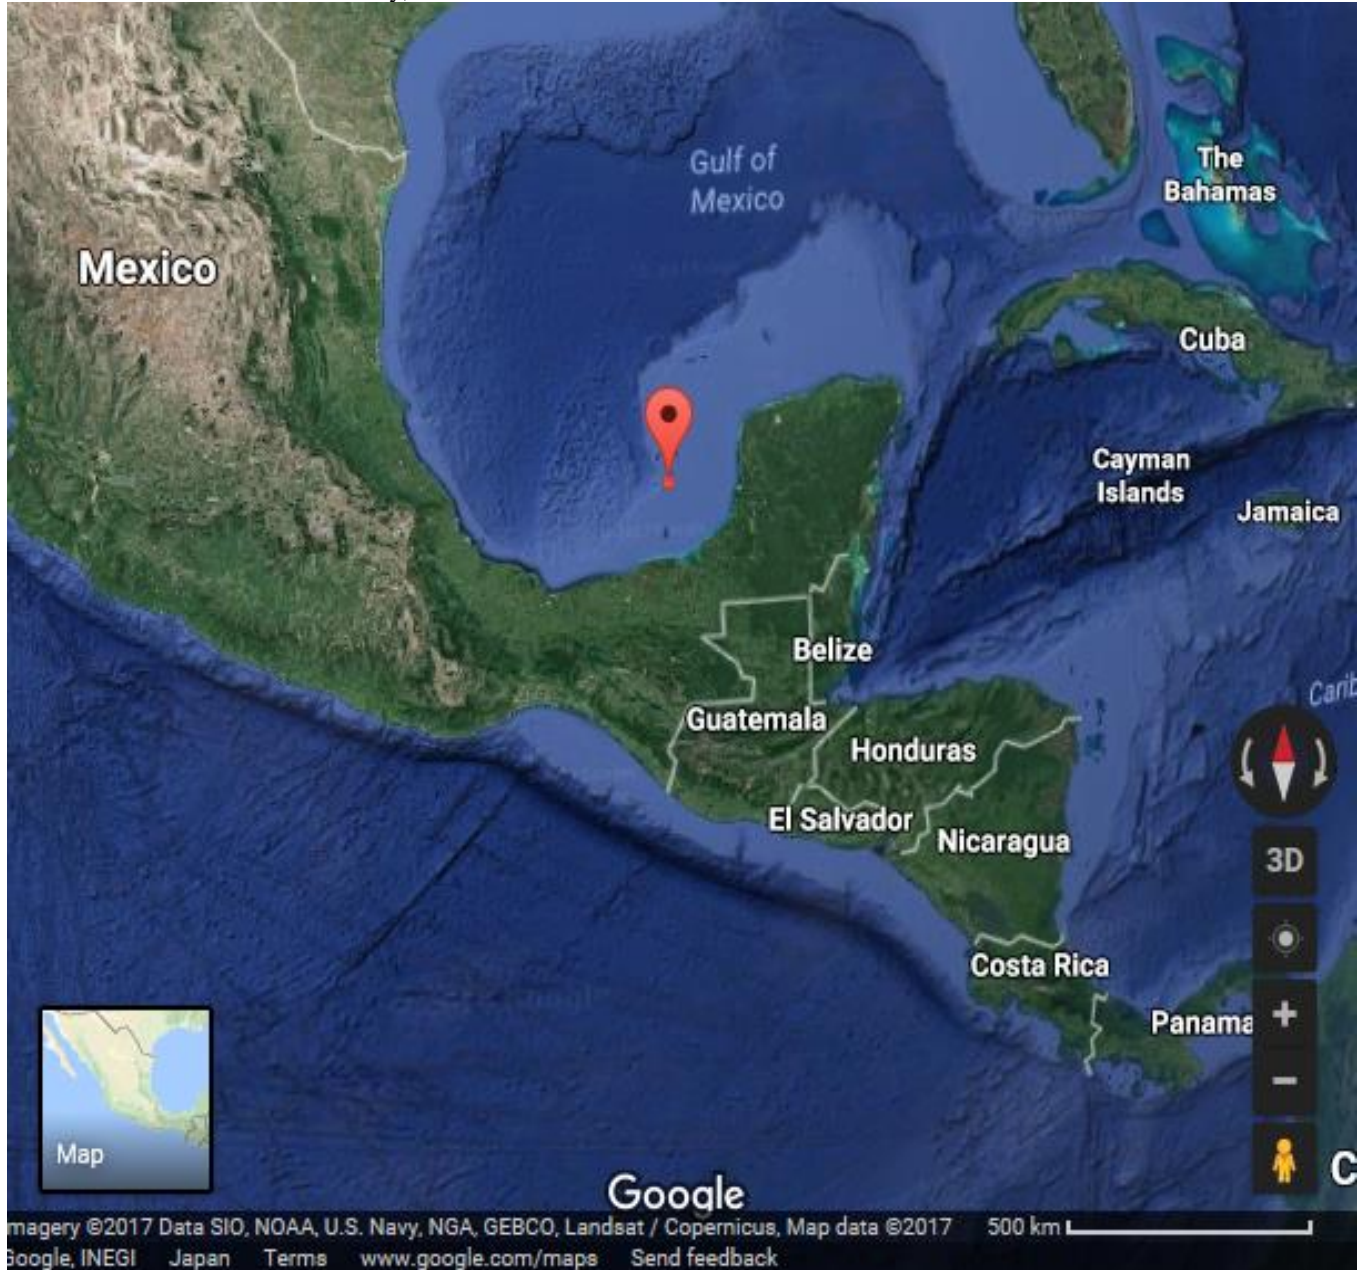 Gulf of
Mexico
The
Bahamas
Mexico
Cuba
Cayman
Islands
Jamaica
Belize
Carib
Guatemala
Honduras
El Salvador
Nicaragua
3D
Costa Rica
Panama
+
−
Map
C
Google
magery ©2017 Data SIO, NOAA, U.S. Navy, NGA, GEBCO, Landsat / Copernicus, Map data ©2017 500 km
Google, INEGI Japan Terms www.google.com/maps Send feedback